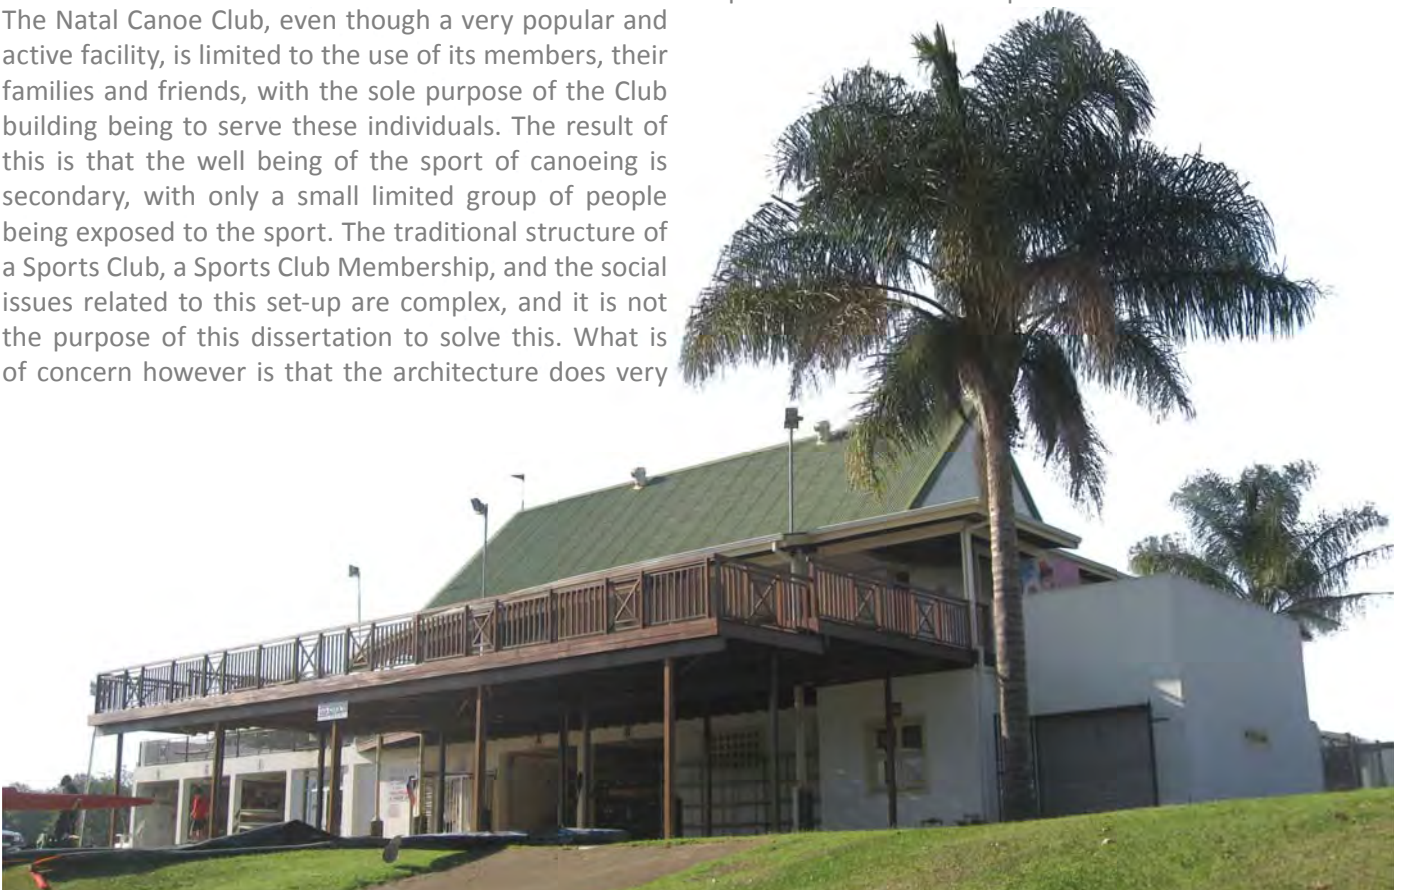 The Natal Canoe Club, even though a very popular and
active facility, is limited to the use of its members, their
families and friends, with the sole purpose of the Club
building being to serve these individuals. The result of
this is that the well being of the sport of canoeing is
secondary, with only a small limited group of people
being exposed to the sport. The traditional structure of
a Sports Club, a Sports Club Membership, and the social
issues related to this set-up are complex, and it is not
the purpose of this dissertation to solve this. What is
of concern however is that the architecture does very